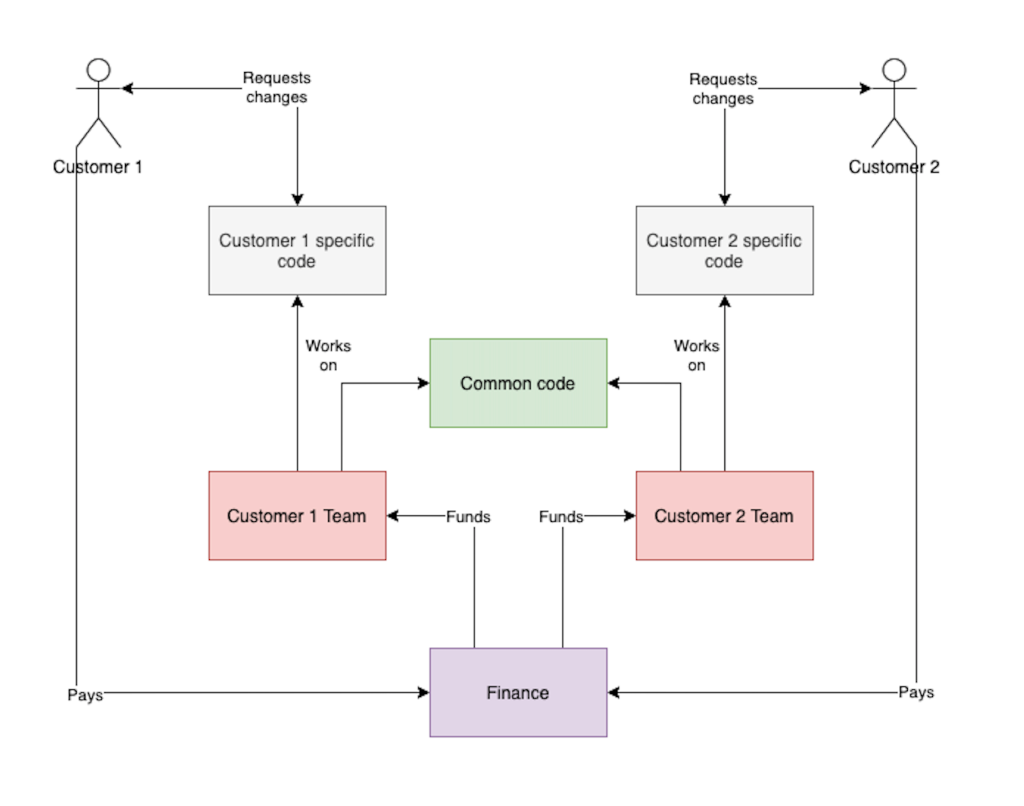 Requests
changes
Requests
changes
Customer 1
Customer 2
Customer 1 specific
code
Customer 2 specific
code
Works
on
Works
on
Common code
Customer 1 Team
Funds
Funds
Customer 2 Team
Pays
Finance
Pays